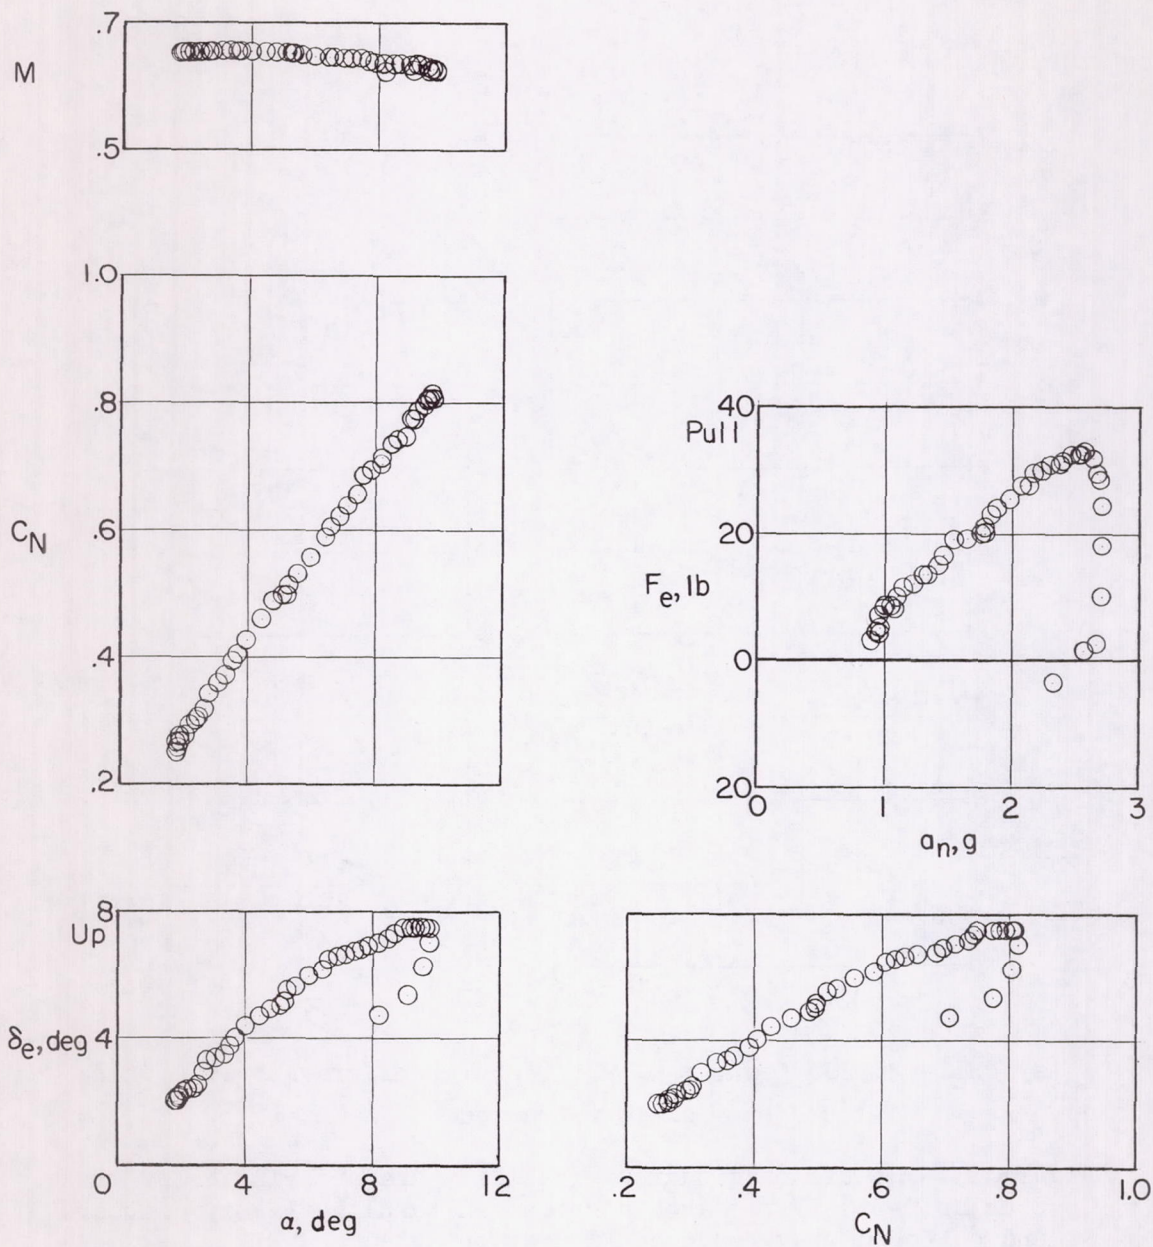 .7
M
.5
1.0
.8
C_N
.6
.4
.2
40
Pull
20
F_e, lb
0
20
0 1 2 3
a_n, g
8
Up
δ_e, deg 4
0 4 8 12
α, deg
.2 .4 .6 .8 1.0
C_N